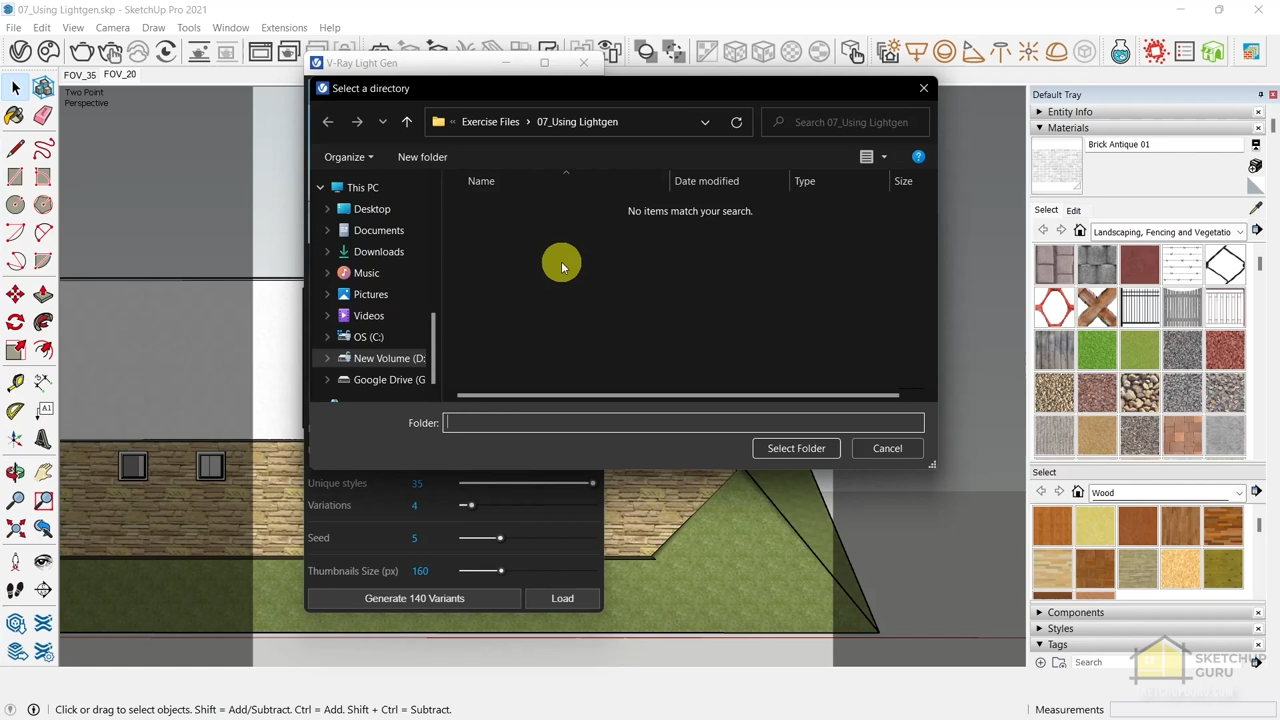 07_Using Lightgen.skp - SketchUp Pro 2021
File Edit View Camera Draw Tools Window Extensions Help
FOV_35 FOV_20
Two Point
Perspective
V-Ray Light Gen
Select a directory
« Exercise Files › 07_Using Lightgen
Search 07_Using Lightgen
Organize New folder
Name Date modified Type Size
No items match your search.
This PC
Desktop
Documents
Downloads
Music
Pictures
Videos
OS (C:)
New Volume (D:
Google Drive (G
Folder:
Select Folder Cancel
Unique styles 35
Variations 4
Seed 5
Thumbnails Size (px) 160
Generate 140 Variants Load
Default Tray
Entity Info
Materials
Brick Antique 01
Select Edit
Landscaping, Fencing and Vegetatio
Select
Wood
Components
Styles
Tags
Search
SKETCHUP
GURU
A1
Click or drag to select objects. Shift = Add/Subtract. Ctrl = Add. Shift + Ctrl = Subtract.
Measurements